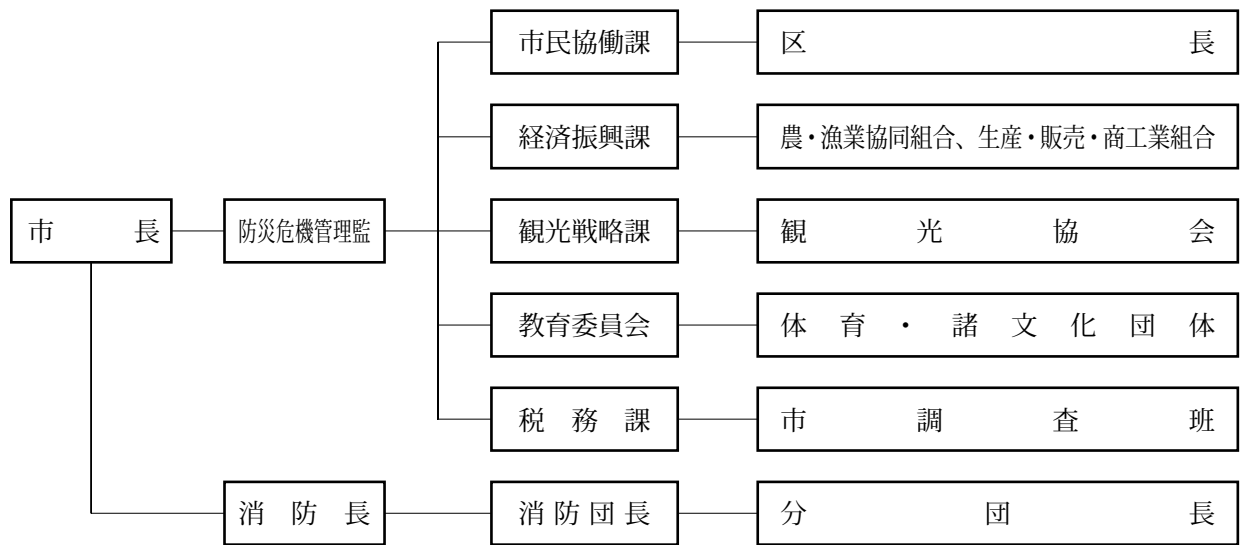 市民協働課
区長
経済振興課
農・漁業協同組合、生産・販売・商工業組合
市長
防災危機管理監
観光戦略課
観光協会
教育委員会
体育・諸文化団体
税務課
市調査班
消防長
消防団長
分団長